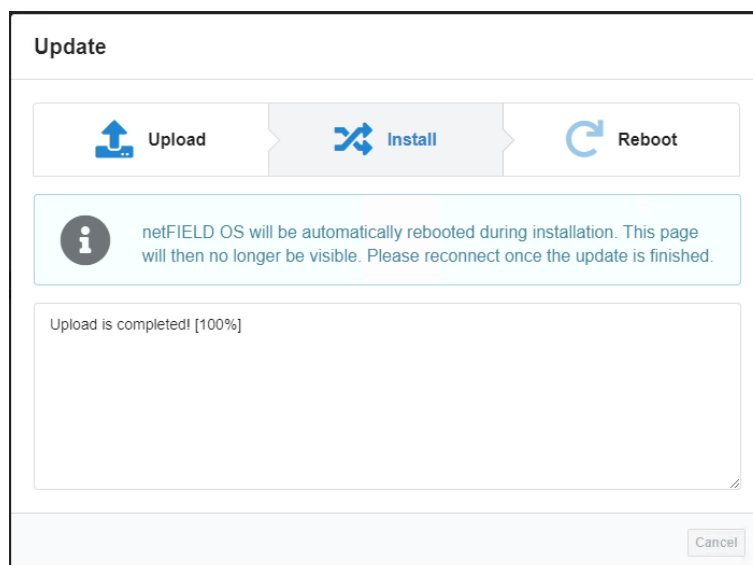 Update
Upload
Install
Reboot
netFIELD OS will be automatically rebooted during installation. This page
will then no longer be visible. Please reconnect once the update is finished.
Upload is completed! [100%]
Cancel